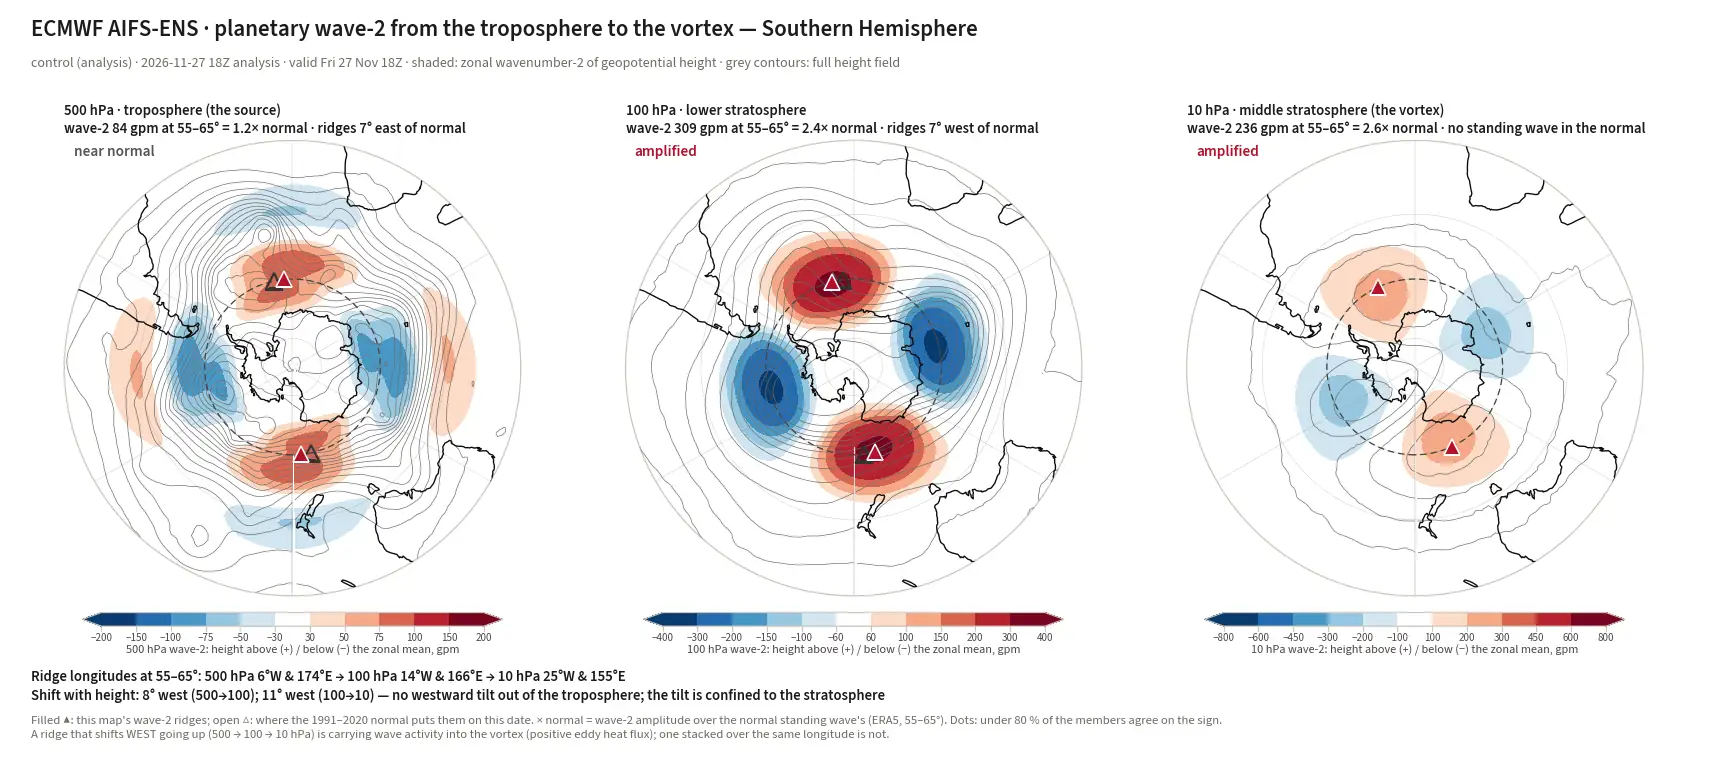 ECMWF AIFS-ENS · planetary wave-2 from the troposphere to the vortex — Southern Hemisphere
control (analysis) · 2026-11-27 18Z analysis · valid Fri 27 Nov 18Z · shaded: zonal wavenumber-2 of geopotential height · grey contours: full height field
500 hPa · troposphere (the source)
wave-2 84 gpm at 55–65° = 1.2× normal · ridges 7° east of normal
near normal
100 hPa · lower stratosphere
wave-2 309 gpm at 55–65° = 2.4× normal · ridges 7° west of normal
amplified
10 hPa · middle stratosphere (the vortex)
wave-2 236 gpm at 55–65° = 2.6× normal · no standing wave in the normal
amplified
−200 −150 −100 −75 −50 −30 30 50 75 100 150 200
500 hPa wave-2: height above (+) / below (−) the zonal mean, gpm
−400 −300 −200 −150 −100 −60 60 100 150 200 300 400
100 hPa wave-2: height above (+) / below (−) the zonal mean, gpm
−800 −600 −450 −300 −200 −100 100 200 300 450 600 800
10 hPa wave-2: height above (+) / below (−) the zonal mean, gpm
Ridge longitudes at 55–65°: 500 hPa 6°W & 174°E → 100 hPa 14°W & 166°E → 10 hPa 25°W & 155°E
Shift with height: 8° west (500→100); 11° west (100→10) — no westward tilt out of the troposphere; the tilt is confined to the stratosphere
Filled ▲: this map's wave-2 ridges; open △: where the 1991–2020 normal puts them on this date. × normal = wave-2 amplitude over the normal standing wave's (ERA5, 55–65°). Dots: under 80 % of the members agree on the sign.
A ridge that shifts WEST going up (500 → 100 → 10 hPa) is carrying wave activity into the vortex (positive eddy heat flux); one stacked over the same longitude is not.